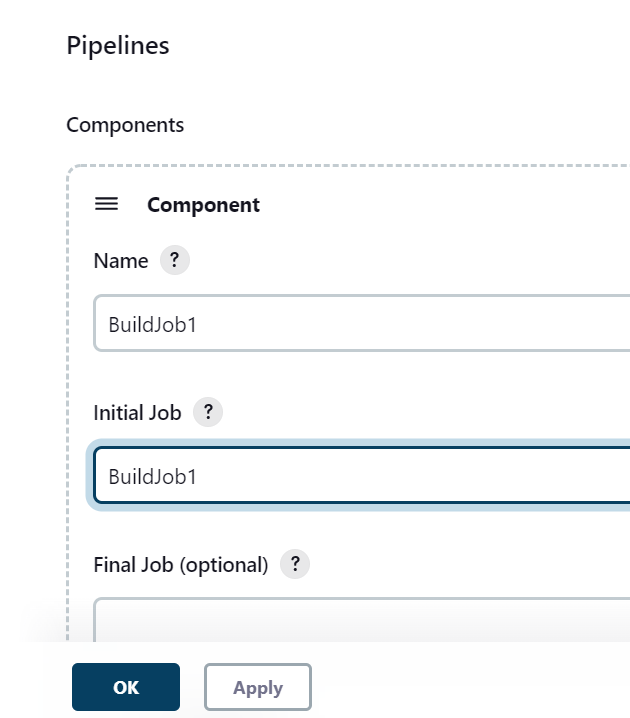 Pipelines
Components
Component
Name ?
BuildJob1
Initial Job ?
BuildJob1
Final Job (optional) ?
OK Apply